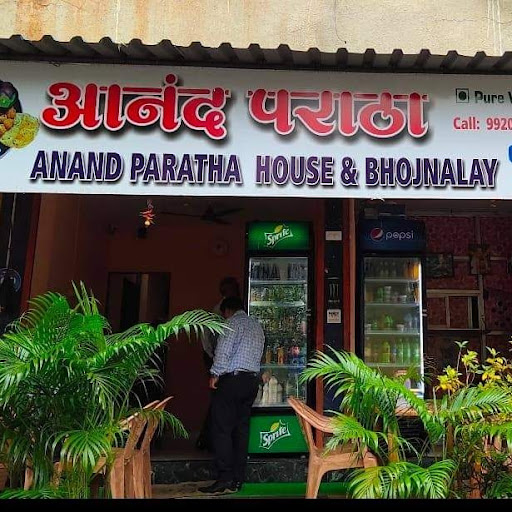 आनंद पराठा
Pure V
Call: 9920
ANAND PARATHA HOUSE & BHOJNALAY
Sprite
pepsi
Sprite